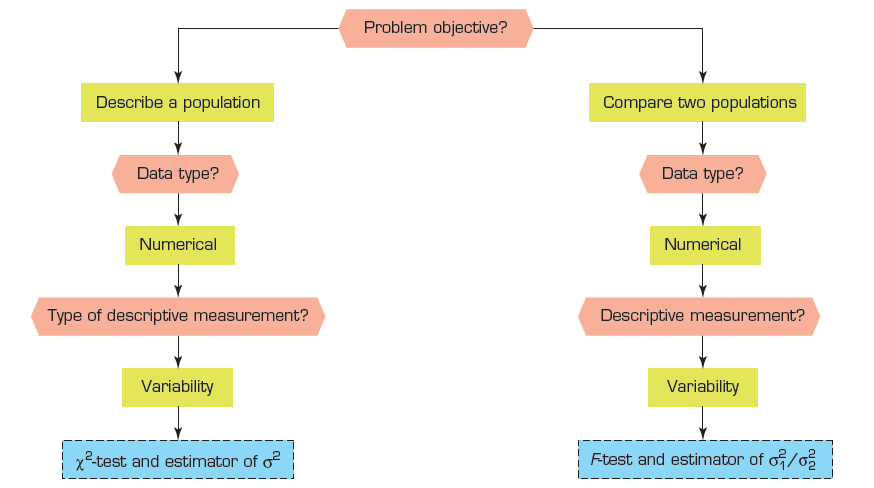 Problem objective?
Describe a population
Compare two populations
Data type?
Data type?
Numerical
Numerical
Type of descriptive measurement?
Descriptive measurement?
Variability
Variability
χ²-test and estimator of σ²
F-test and estimator of σ₁²/σ₂²